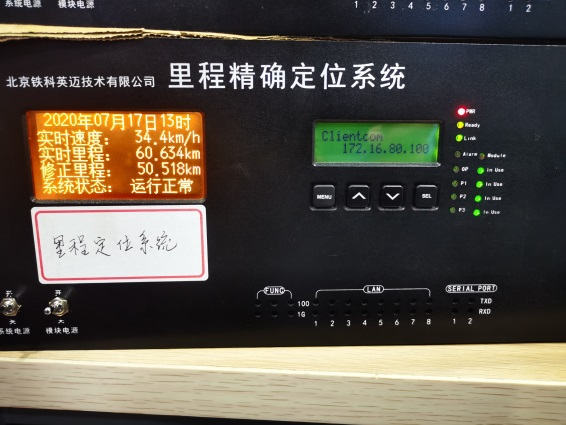 系统电源 模块电源
1 2 3 4 5 6 7 8 1 2
北京铁科英迈技术有限公司 里程精确定位系统
2020年07月17日13时
实时速度： 34.4km/h
实时里程： 60.634km
修正里程： 50.518km
系统状态： 运行正常
里程定位系统
开 开
关 关
系统电源 模块电源
Clientcom
172.16.80.100
MENU SEL
PWR
Ready
Link
Alarm Module
OP In Use
P1 In Use
P2 In Use
P3 In Use
FUNC LAN SERIAL PORT
100 TXD
1G RXD
1 2 3 4 5 6 7 8 1 2